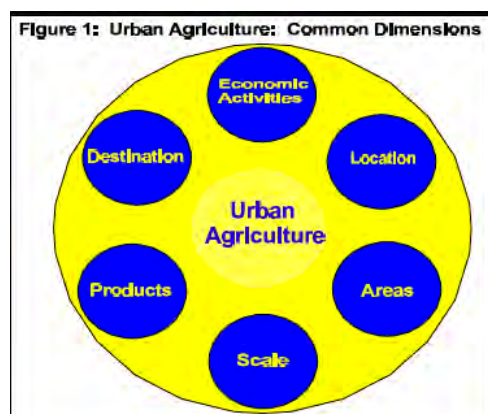 Figure 1: Urban Agriculture: Common Dimensions
Economic
Activities
Destination
Location
Urban
Agriculture
Products
Areas
Scale